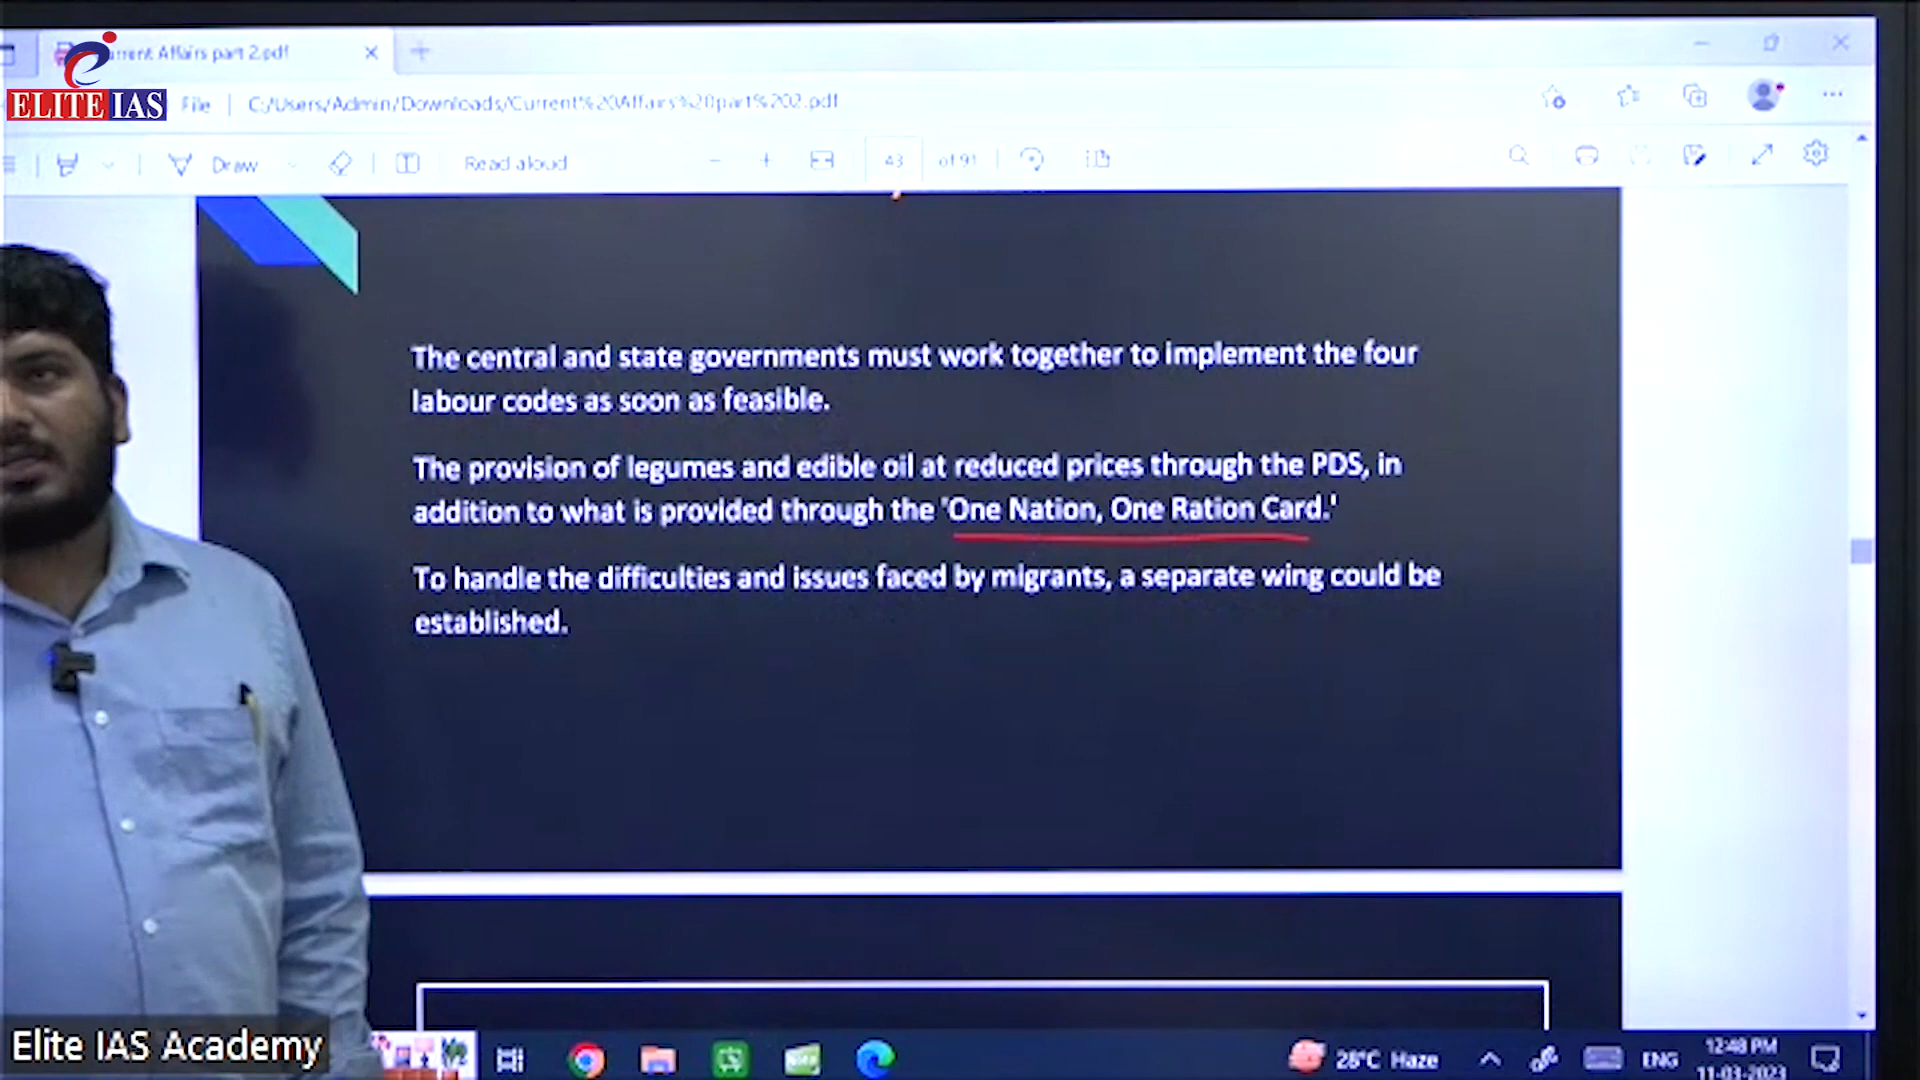 Current Affairs part 2.pdf
ELITE IAS
File
C:/Users/Admin/Downloads/Current%20Affairs%20part%202.pdf
Draw
Read aloud
43 of 91
The central and state governments must work together to implement the four
labour codes as soon as feasible.
The provision of legumes and edible oil at reduced prices through the PDS, in
addition to what is provided through the 'One Nation, One Ration Card.'
To handle the difficulties and issues faced by migrants, a separate wing could be
established.
Elite IAS Academy
28°C Haze
ENG
12:48 PM
11-03-2023